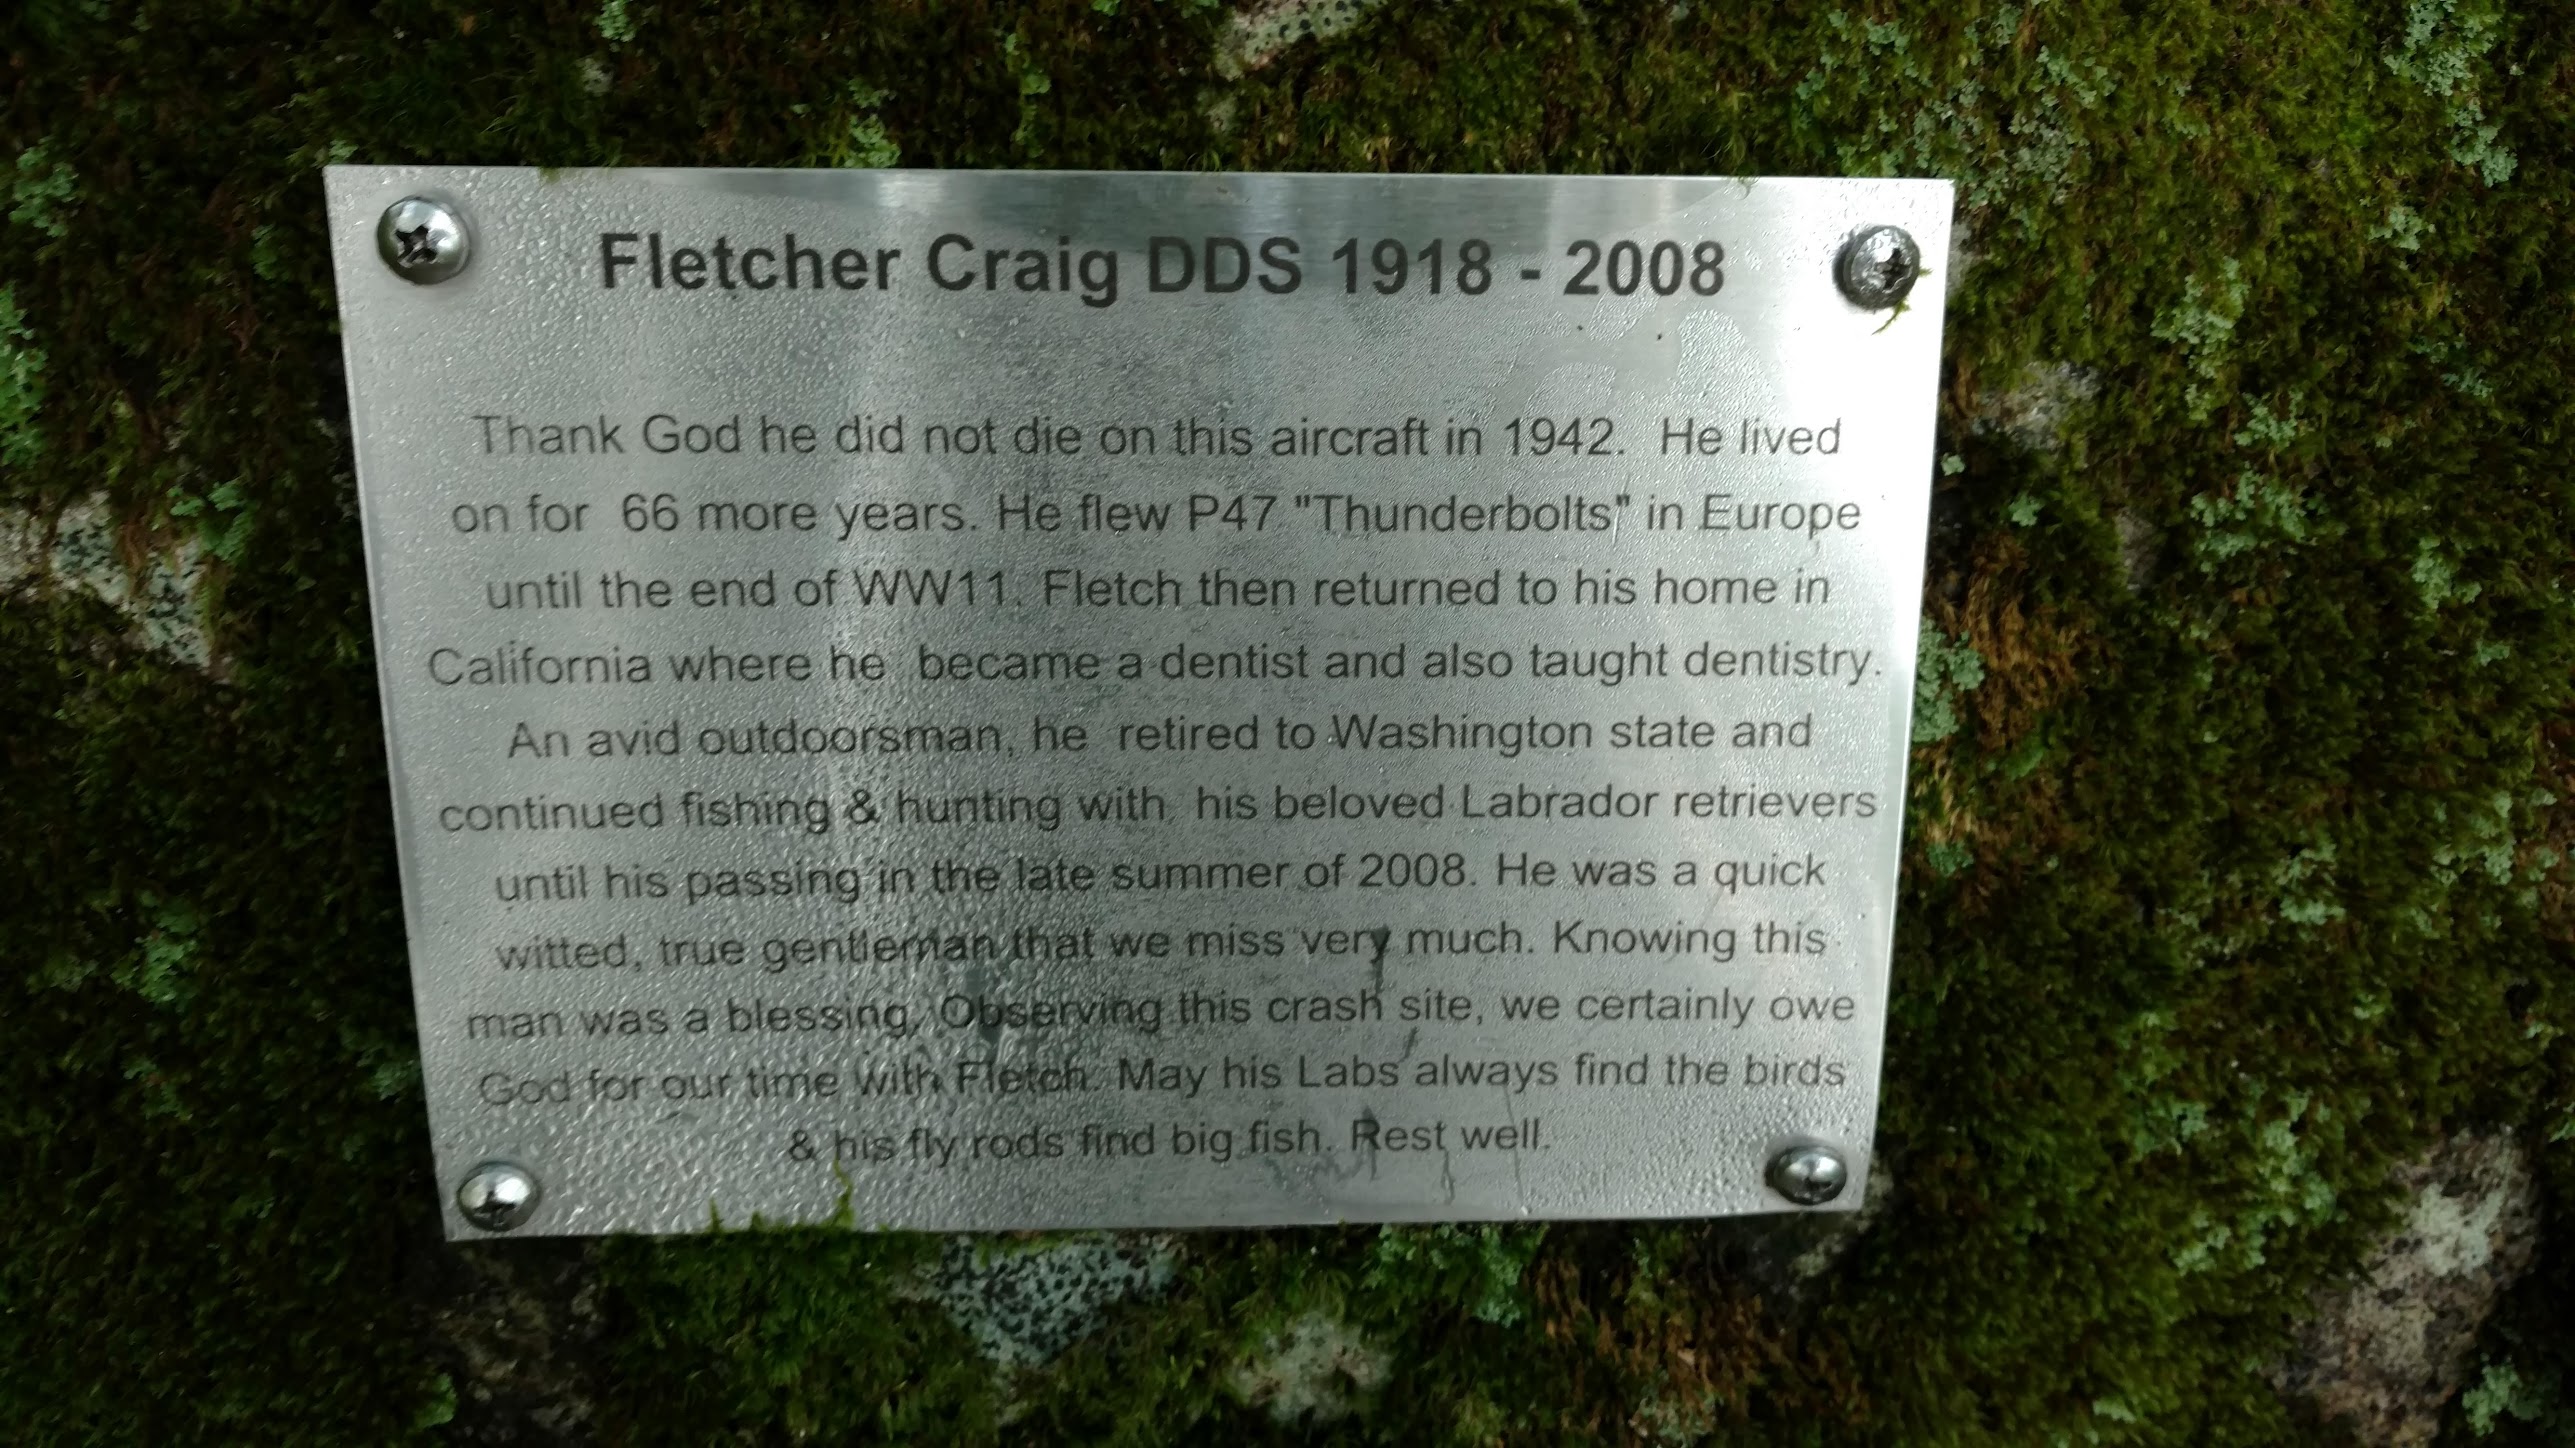 Fletcher Craig DDS 1918 - 2008
Thank God he did not die on this aircraft in 1942. He lived
on for 66 more years. He flew P47 "Thunderbolts" in Europe
until the end of WW11. Fletch then returned to his home in
California where he became a dentist and also taught dentistry.
An avid outdoorsman, he retired to Washington state and
continued fishing & hunting with his beloved Labrador retrievers
until his passing in the late summer of 2008. He was a quick
witted, true gentleman that we miss very much. Knowing this
man was a blessing. Observing this crash site, we certainly owe
God for our time with Fletch. May his Labs always find the birds
& his fly rods find big fish. Rest well.